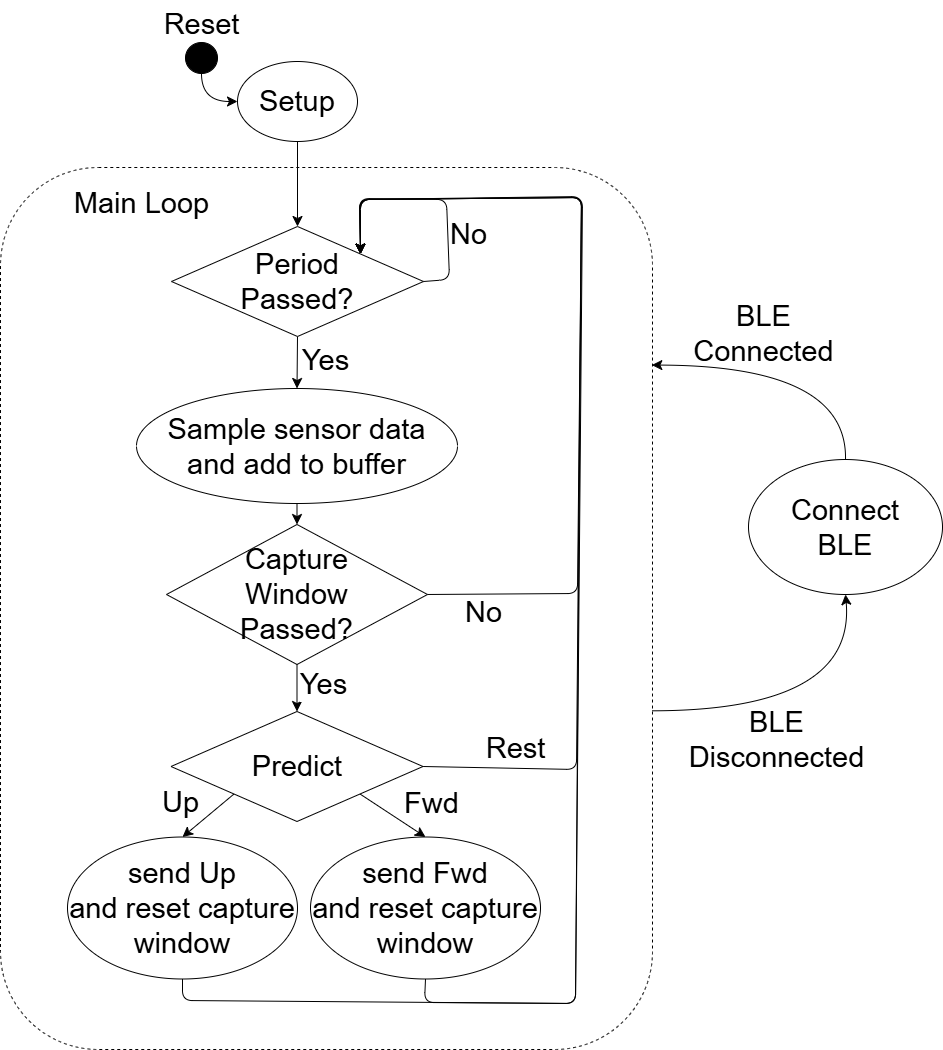 Reset
Setup
Main Loop
No
Period
Passed?
Yes
BLE
Connected
Sample sensor data
and add to buffer
Connect
BLE
Capture
Window
Passed?
No
Yes
BLE
Disconnected
Rest
Predict
Up
Fwd
send Up
and reset capture
window
send Fwd
and reset capture
window